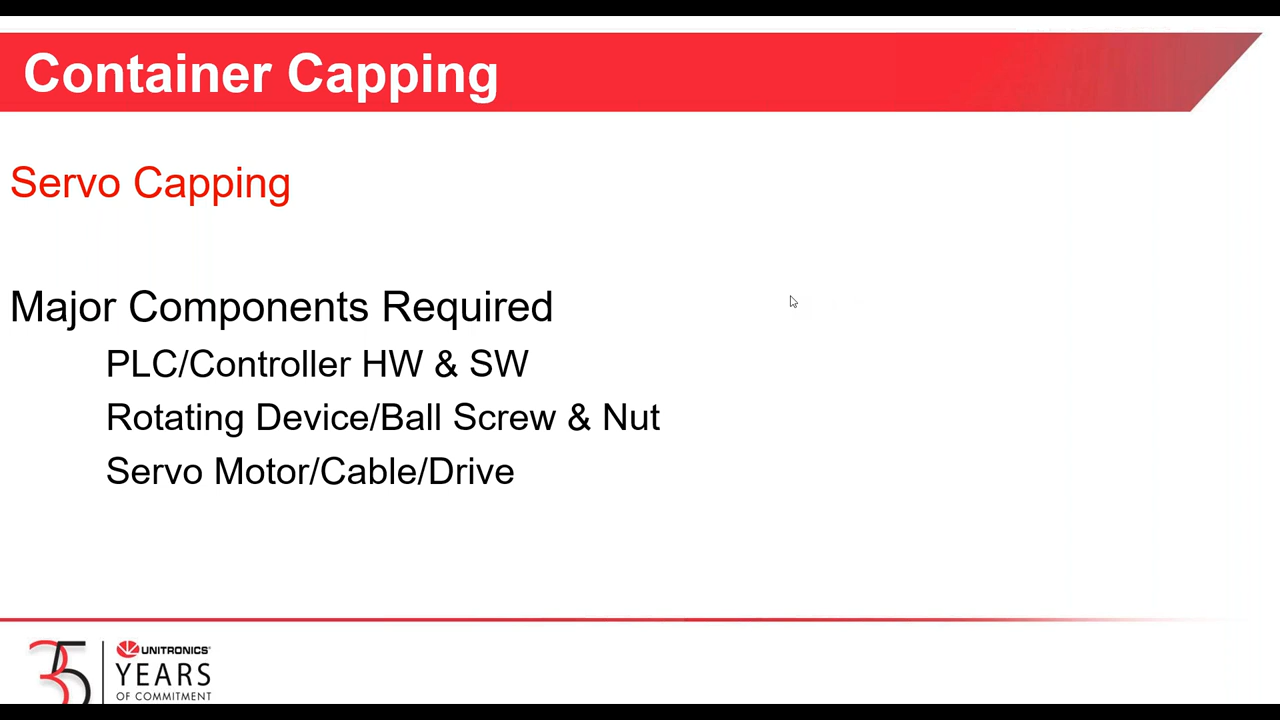 Container Capping
Servo Capping
Major Components Required
PLC/Controller HW & SW
Rotating Device/Ball Screw & Nut
Servo Motor/Cable/Drive
35
UNITRONICS®
YEARS
OF COMMITMENT